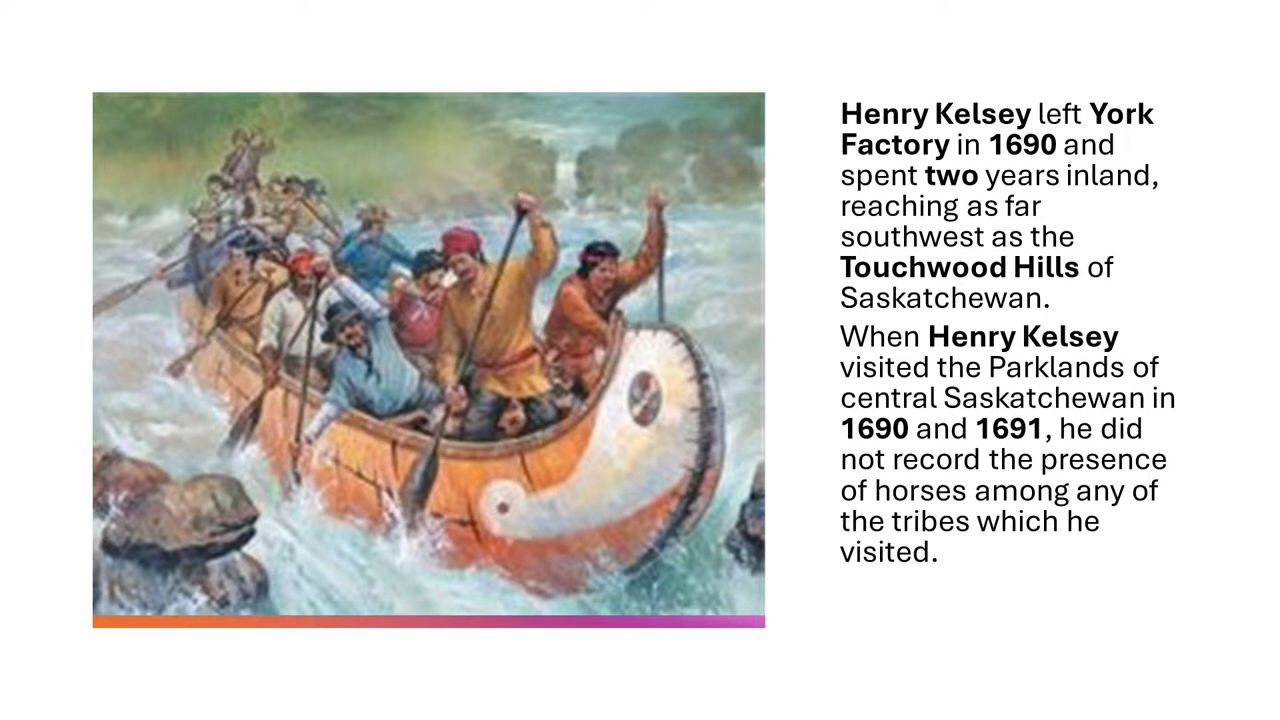 Henry Kelsey left York
Factory in 1690 and
spent two years inland,
reaching as far
southwest as the
Touchwood Hills of
Saskatchewan.
When Henry Kelsey
visited the Parklands of
central Saskatchewan in
1690 and 1691, he did
not record the presence
of horses among any of
the tribes which he
visited.